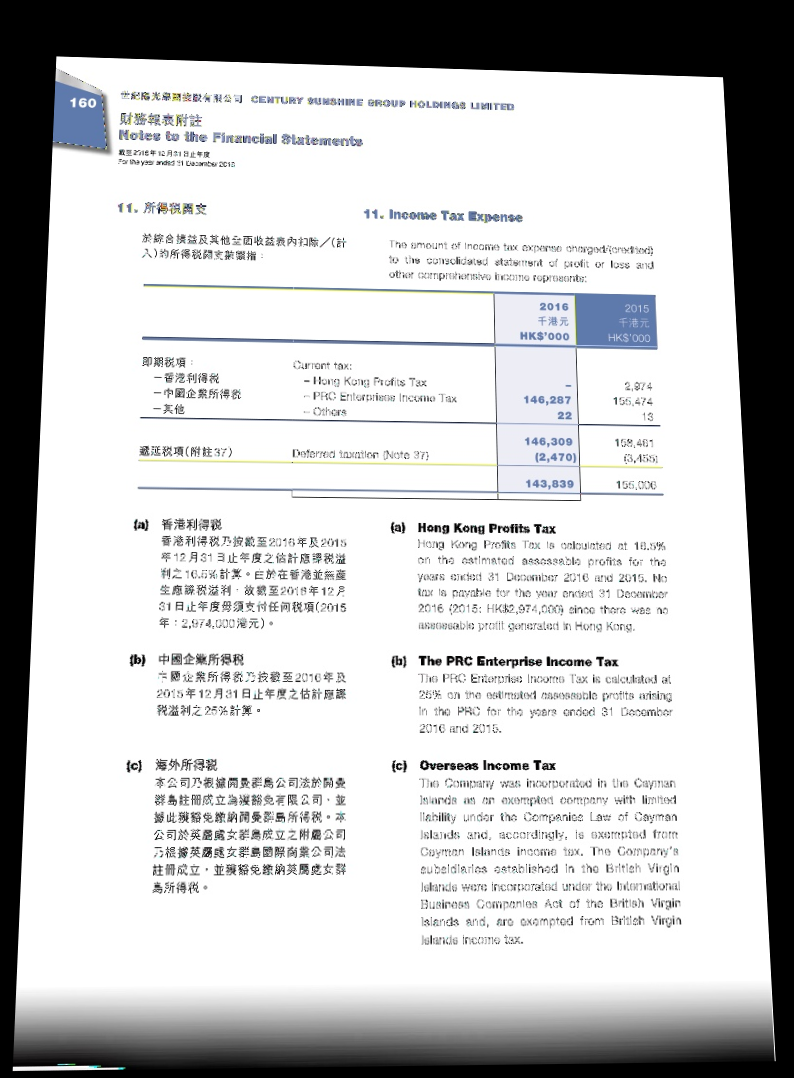 160
世紀陽光集團控股有限公司 CENTURY SUNSHINE GROUP HOLDINGS LIMITED
財務報表附註
Notes to the Financial Statements
截至2016年12月31日止年度
For the year ended 31 December 2016
11. 所得稅開支
於綜合損益及其他全面收益表內扣除／(計
入)的所得稅開支數額指：
11. Income Tax Expense
The amount of income tax expense charged/(credited)
to the consolidated statement of profit or loss and
other comprehensive income represents:
2016 2015
千港元 千港元
HK$'000 HK$'000
即期稅項： Current tax:
－香港利得稅 – Hong Kong Profits Tax – 2,974
－中國企業所得稅 – PRC Enterprises Income Tax 146,287 155,474
－其他 – Others 22 13
146,309 158,461
遞延稅項(附註37) Deferred taxation (Note 37) (2,470) (3,455)
143,839 155,006
(a) 香港利得稅
香港利得稅乃按截至2016年及2015
年12月31日止年度之估計應課稅溢
利之16.5%計算。由於在香港並無產
生應課稅溢利，故截至2016年12月
31日止年度毋須支付任何稅項(2015
年：2,974,000港元)。
(a) Hong Kong Profits Tax
Hong Kong Profits Tax is calculated at 16.5%
on the estimated assessable profits for the
years ended 31 December 2016 and 2015. No
tax is payable for the year ended 31 December
2016 (2015: HK$2,974,000) since there was no
assessable profit generated in Hong Kong.
(b) 中國企業所得稅
中國企業所得稅乃按截至2016年及
2015年12月31日止年度之估計應課
稅溢利之25%計算。
(b) The PRC Enterprise Income Tax
The PRC Enterprise Income Tax is calculated at
25% on the estimated assessable profits arising
in the PRC for the years ended 31 December
2016 and 2015.
(c) 海外所得稅
本公司乃根據開曼群島公司法於開曼
群島註冊成立為獲豁免有限公司，並
據此獲豁免繳納開曼群島所得稅。本
公司於英屬處女群島成立之附屬公司
乃根據英屬處女群島國際商業公司法
註冊成立，並獲豁免繳納英屬處女群
島所得稅。
(c) Overseas Income Tax
The Company was incorporated in the Cayman
Islands as an exempted company with limited
liability under the Companies Law of Cayman
Islands and, accordingly, is exempted from
Cayman Islands income tax. The Company's
subsidiaries established in the British Virgin
Islands were incorporated under the International
Business Companies Act of the British Virgin
Islands and, are exempted from British Virgin
Islands income tax.